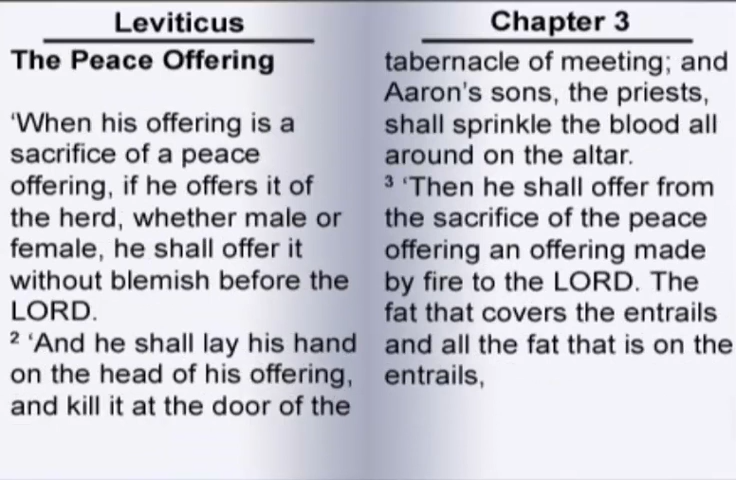 Leviticus
The Peace Offering
'When his offering is a
sacrifice of a peace
offering, if he offers it of
the herd, whether male or
female, he shall offer it
without blemish before the
LORD.
² 'And he shall lay his hand
on the head of his offering,
and kill it at the door of the
Chapter 3
tabernacle of meeting; and
Aaron's sons, the priests,
shall sprinkle the blood all
around on the altar.
³ 'Then he shall offer from
the sacrifice of the peace
offering an offering made
by fire to the LORD. The
fat that covers the entrails
and all the fat that is on the
entrails,